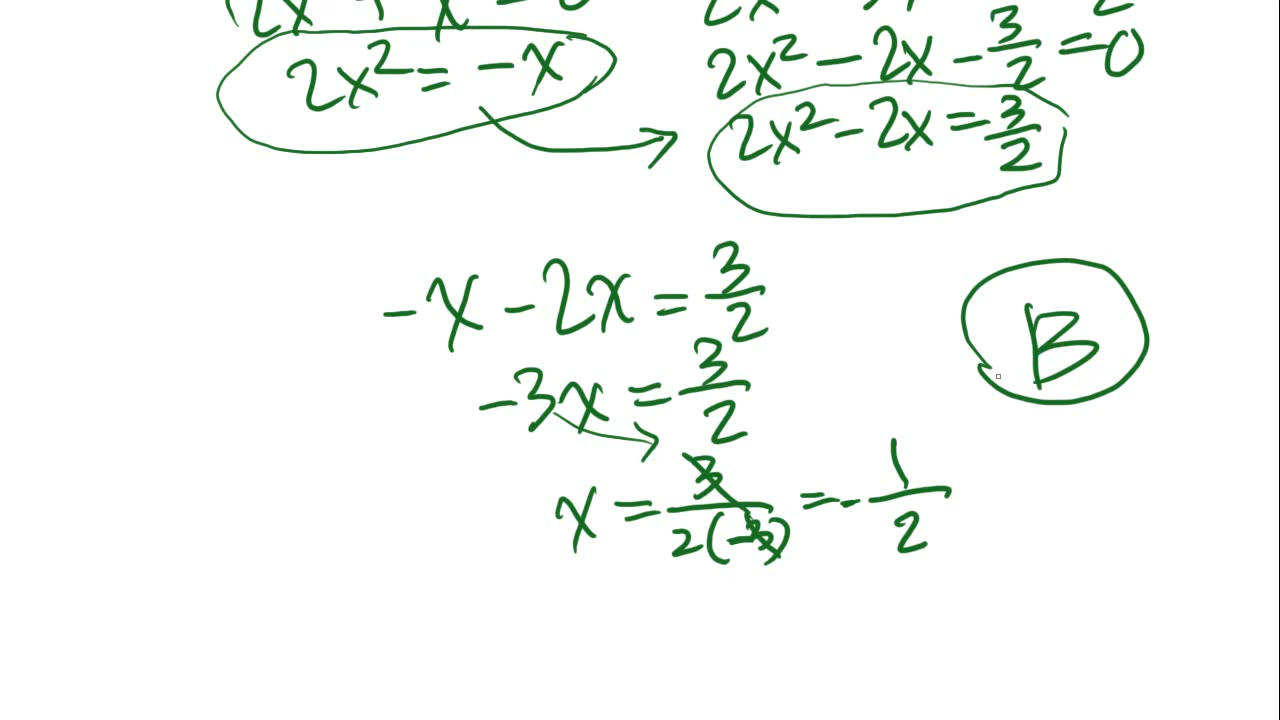 2x² = -x
2x² - 2x - 3/2 = 0
2x² - 2x = 3/2
-x - 2x = 3/2
B
-3x = 3/2
x = 3/2(-3) = -1/2